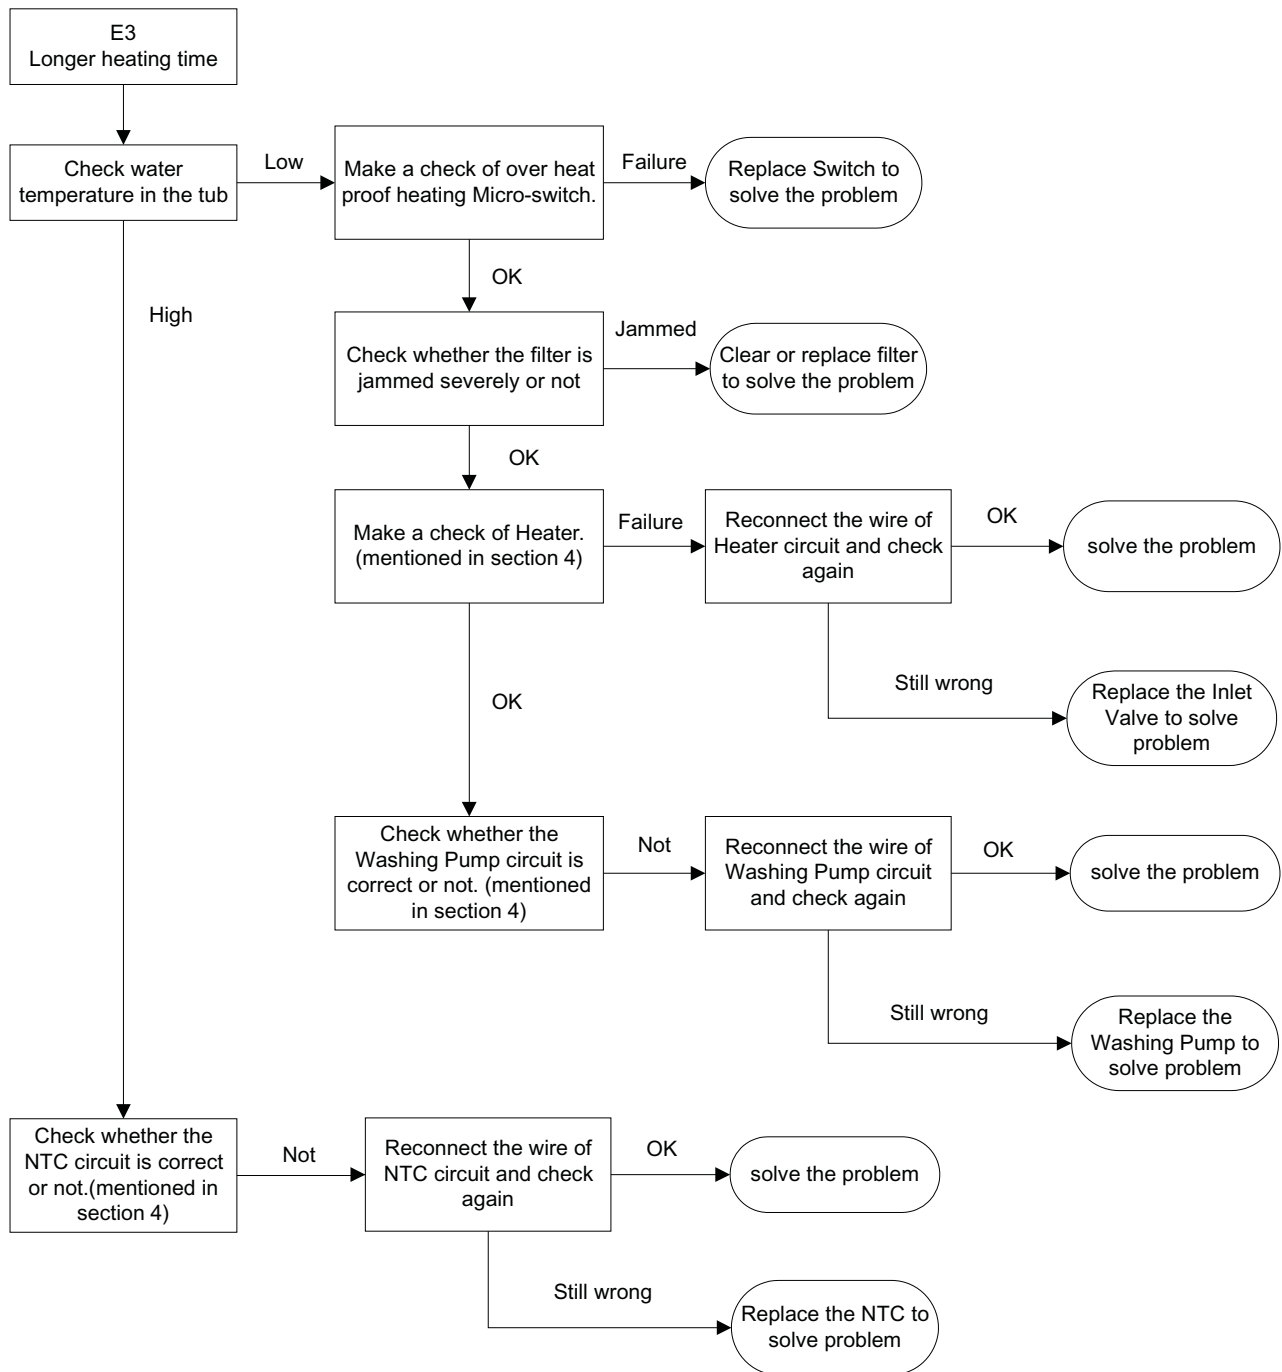 E3
Longer heating time
Check water
temperature in the tub
Low
Make a check of over heat
proof heating Micro-switch.
Failure
Replace Switch to
solve the problem
OK
High
Check whether the filter is
jammed severely or not
Jammed
Clear or replace filter
to solve the problem
OK
Make a check of Heater.
(mentioned in section 4)
Failure
Reconnect the wire of
Heater circuit and check
again
OK
solve the problem
Still wrong
Replace the Inlet
Valve to solve
problem
OK
Check whether the
Washing Pump circuit is
correct or not. (mentioned
in section 4)
Not
Reconnect the wire of
Washing Pump circuit
and check again
OK
solve the problem
Still wrong
Replace the
Washing Pump to
solve problem
Check whether the
NTC circuit is correct
or not.(mentioned in
section 4)
Not
Reconnect the wire of
NTC circuit and check
again
OK
solve the problem
Still wrong
Replace the NTC to
solve problem